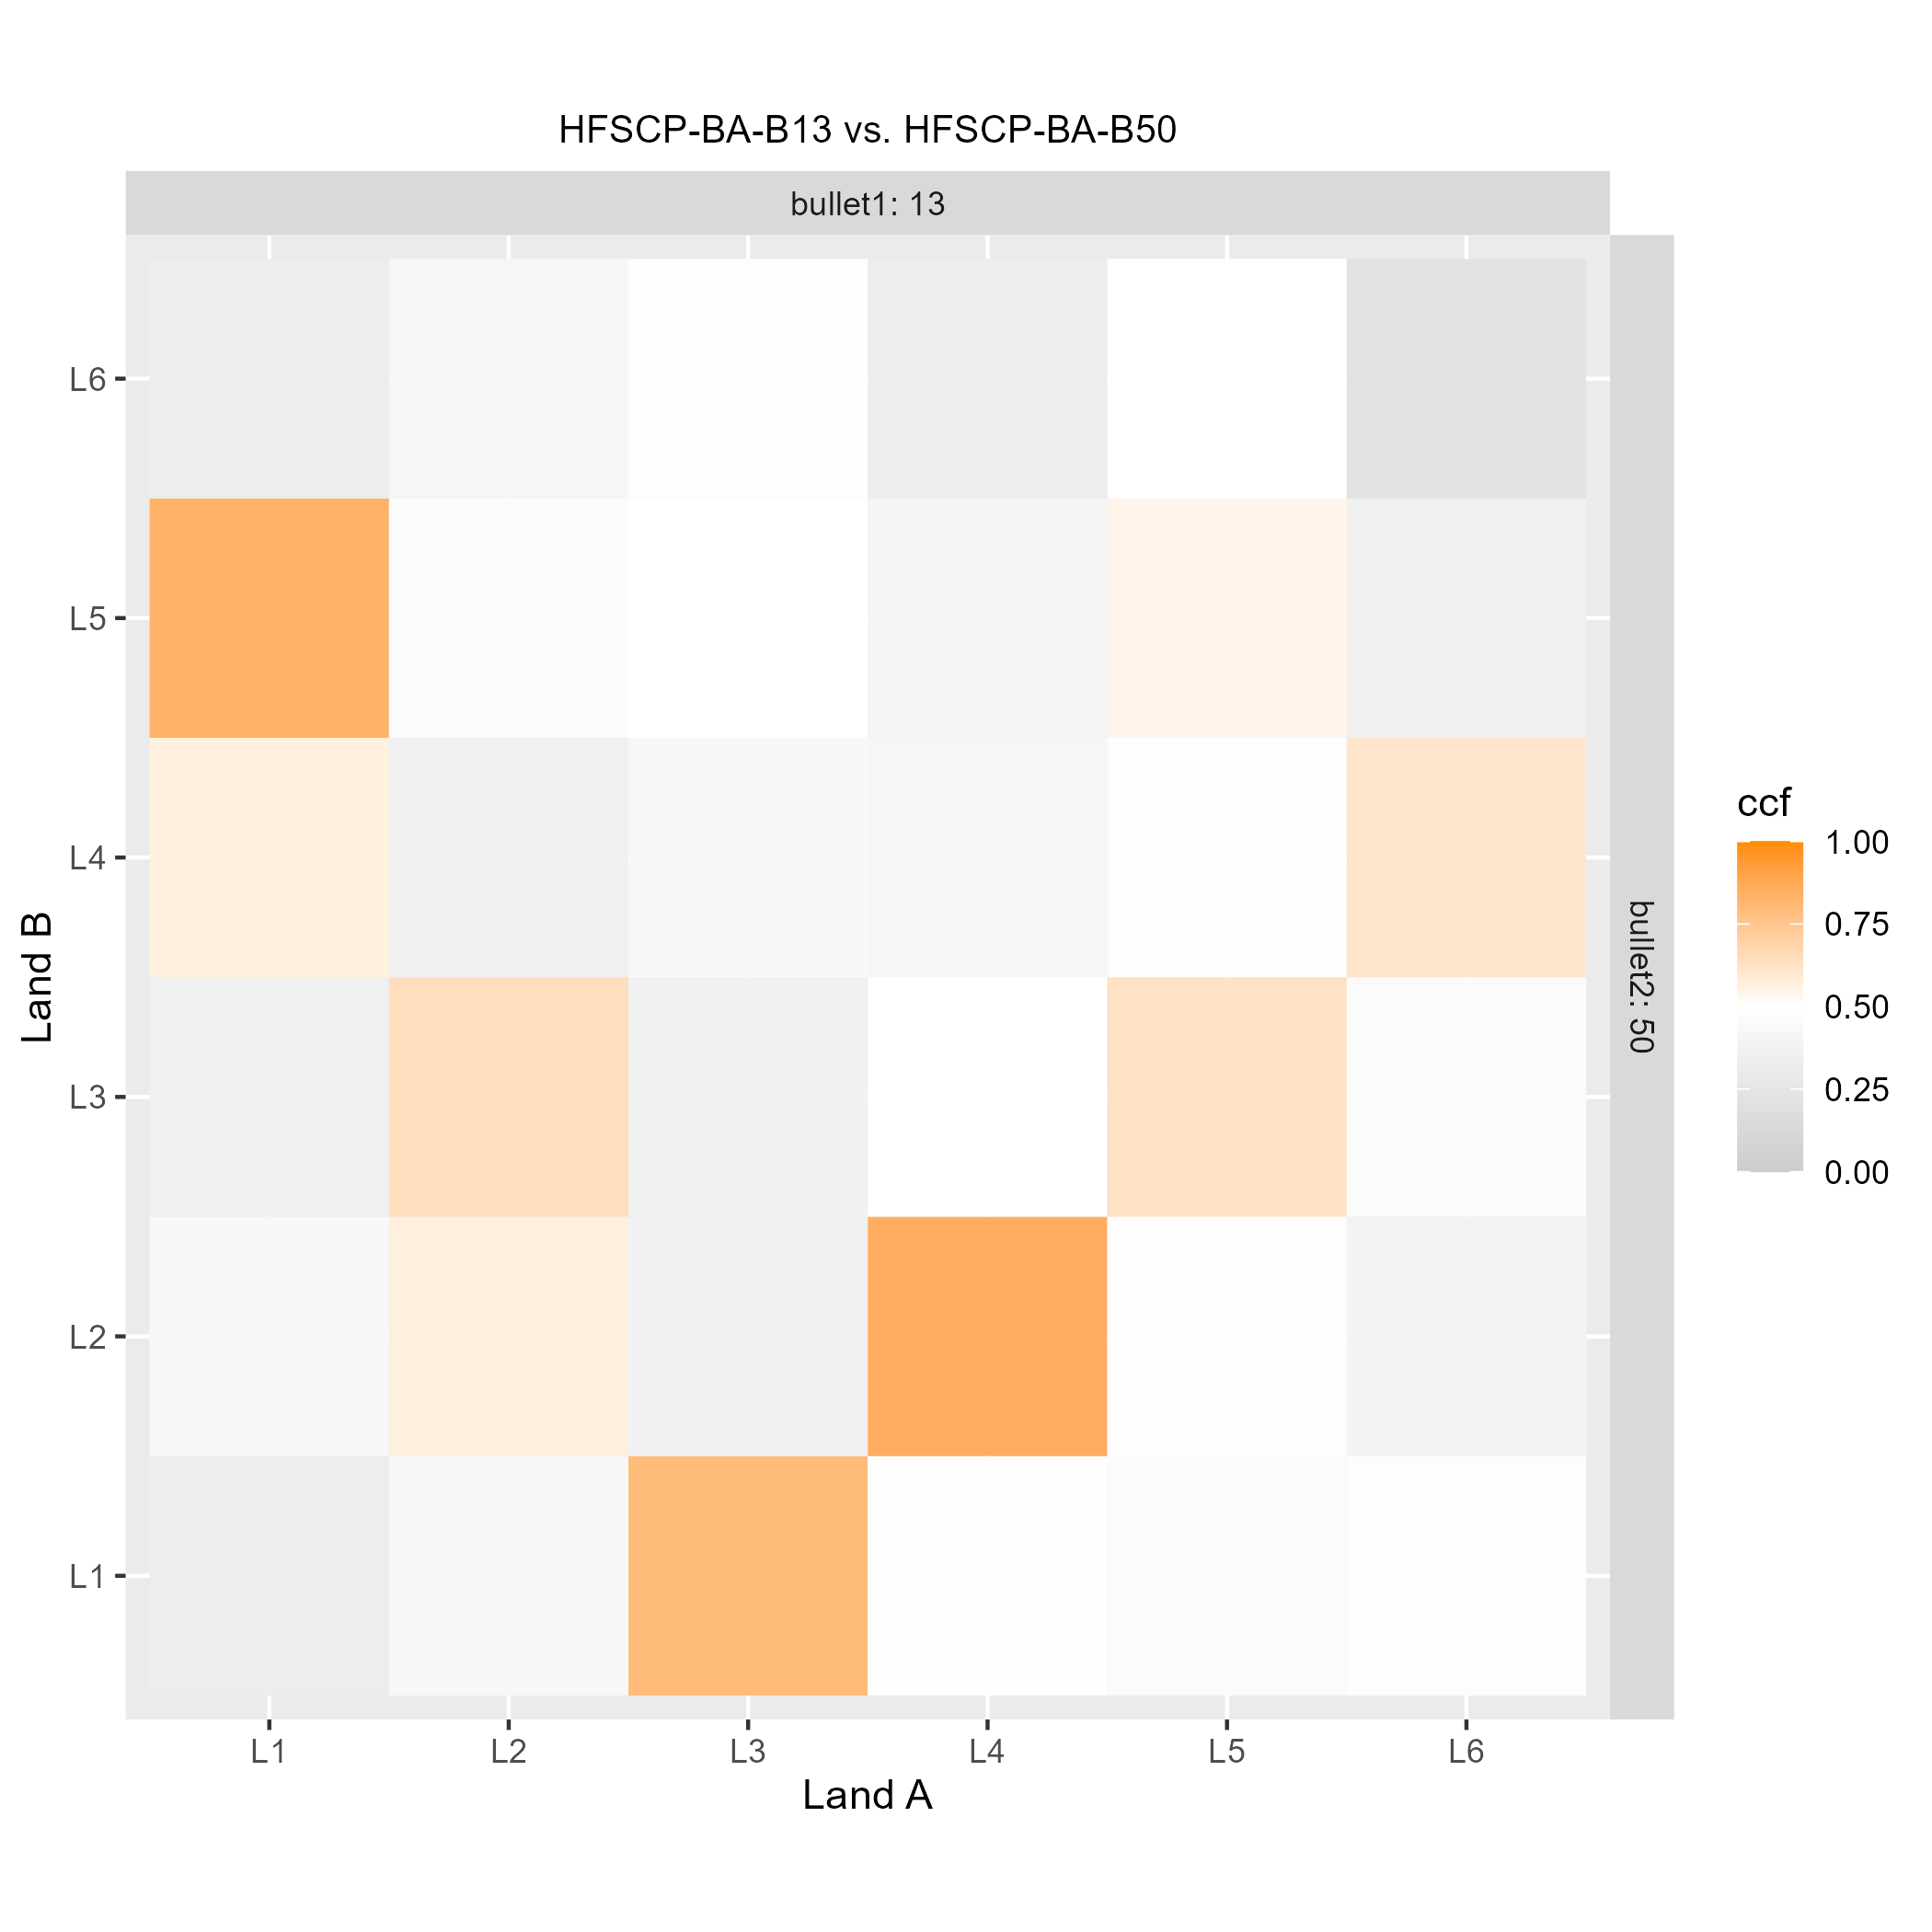 HFSCP-BA-B13 vs. HFSCP-BA-B50
bullet1: 13
L6
L5
L4
L3
L2
L1
Land B
bullet2: 50
L1 L2 L3 L4 L5 L6
Land A
ccf
1.00
0.75
0.50
0.25
0.00